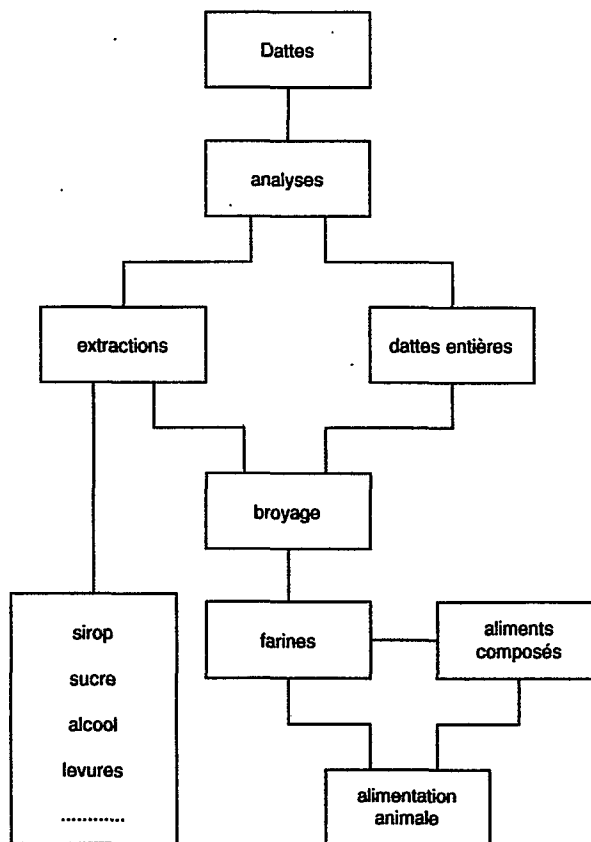 Dattes
analyses
extractions
dattes entières
broyage
sirop
sucre
alcool
levures
............
farines
aliments
composés
alimentation
animale